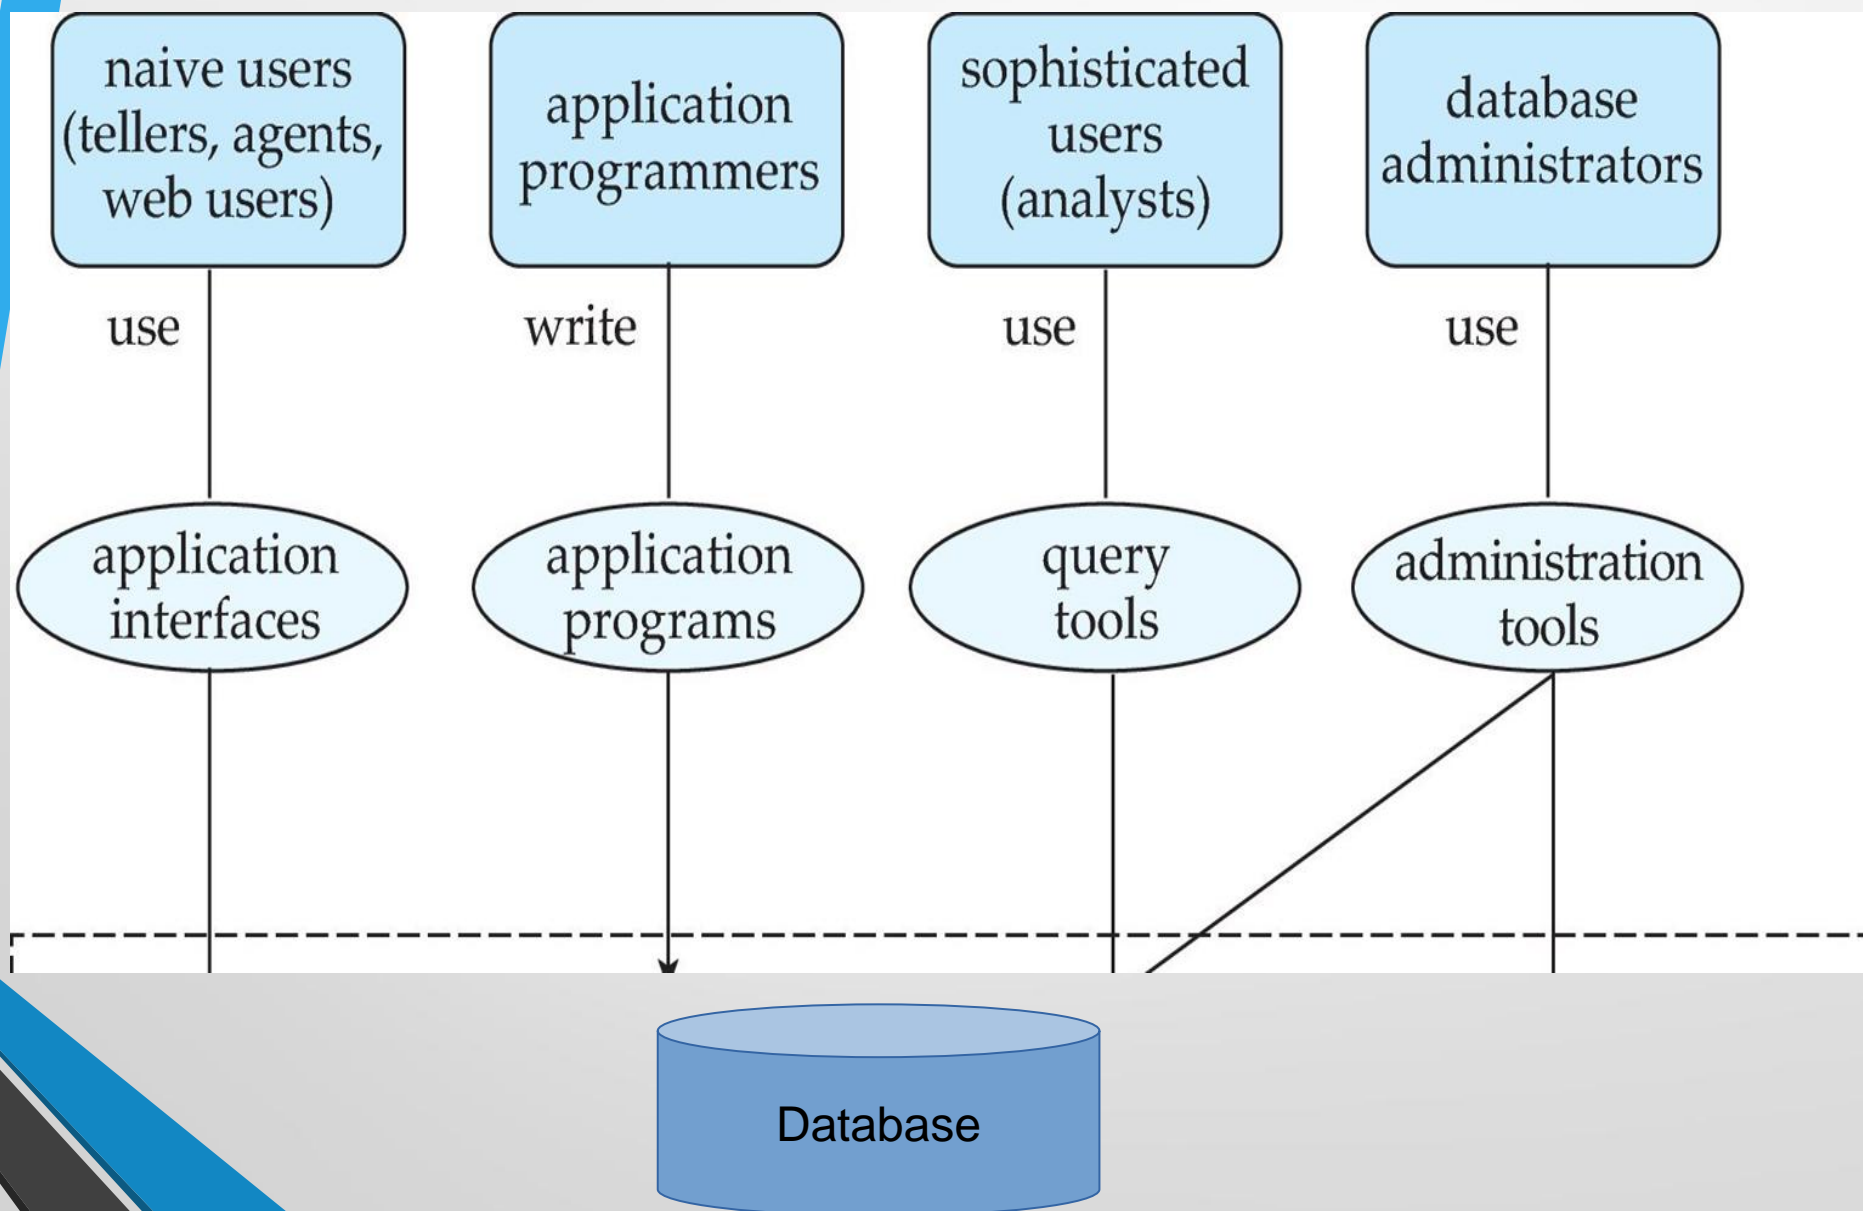 naive users
(tellers, agents,
web users)
application
programmers
sophisticated
users
(analysts)
database
administrators
use
write
use
use
application
interfaces
application
programs
query
tools
administration
tools
Database